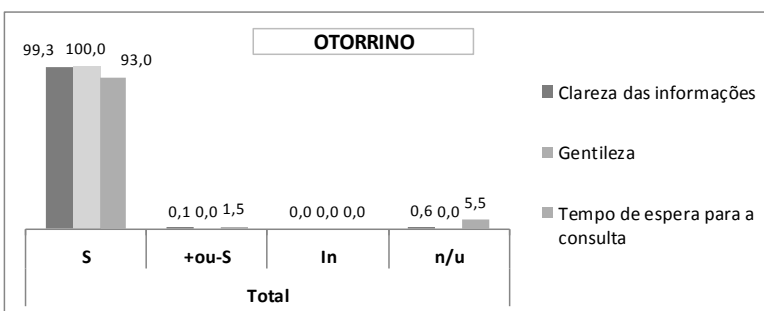 OTORRINO
99,3 100,0 93,0
0,1 0,0 1,5
0,0 0,0 0,0
0,6 0,0 5,5
S +ou-S In n/u
Total
Clareza das informações
Gentileza
Tempo de espera para a
consulta